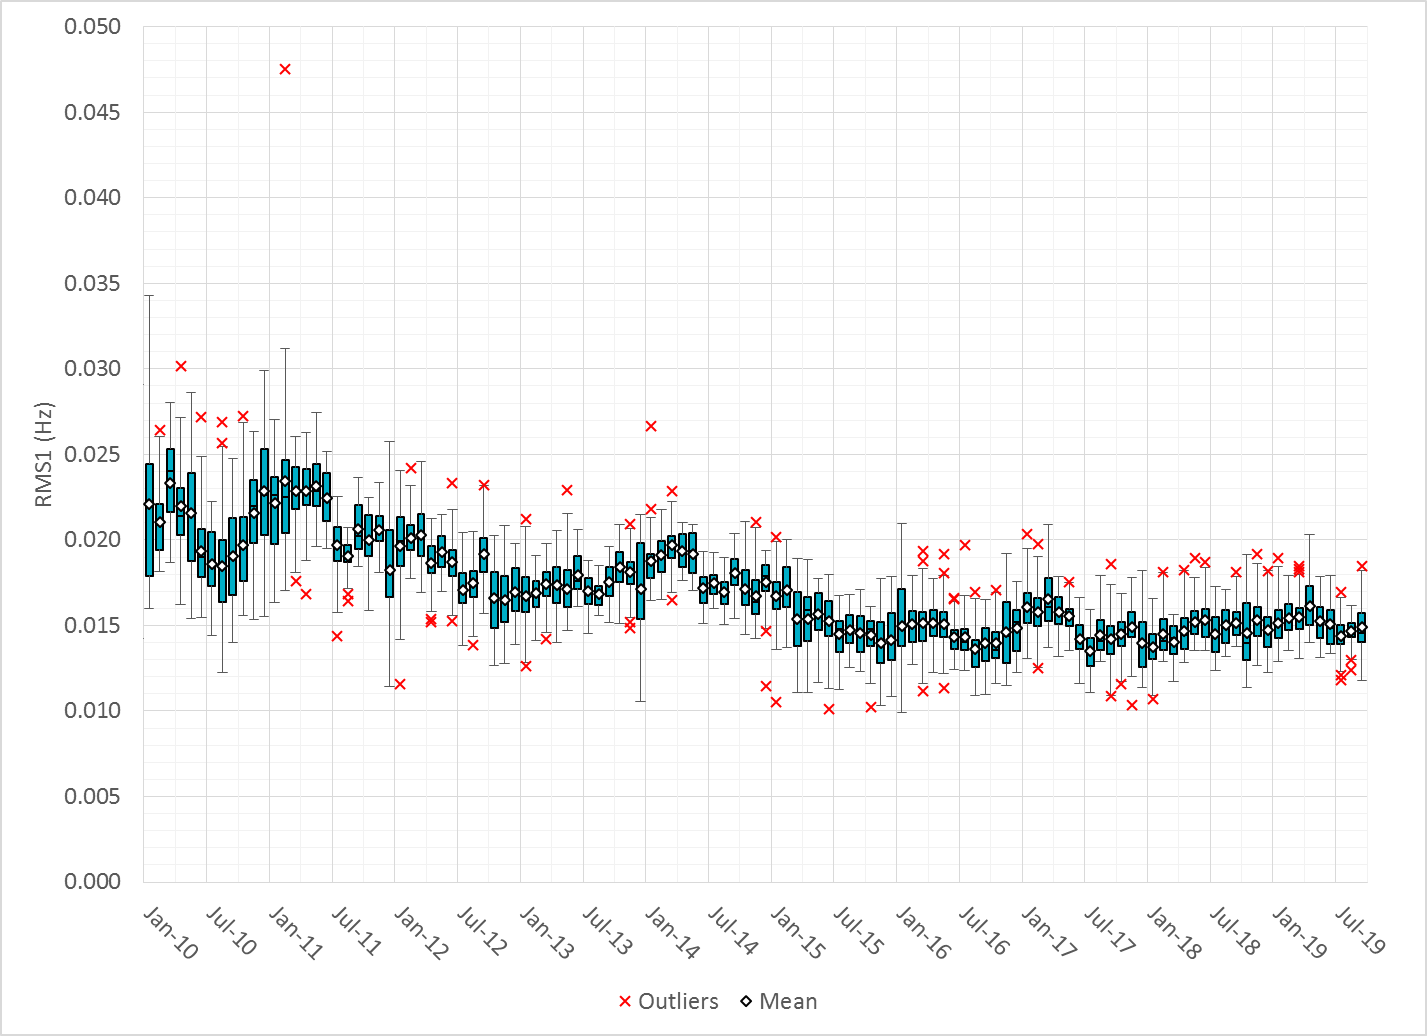 0.050
0.045
0.040
0.035
0.030
0.025
0.020
0.015
0.010
0.005
0.000
RMS1 (Hz)
Jan-10
Jul-10
Jan-11
Jul-11
Jan-12
Jul-12
Jan-13
Jul-13
Jan-14
Jul-14
Jan-15
Jul-15
Jan-16
Jul-16
Jan-17
Jul-17
Jan-18
Jul-18
Jan-19
Jul-19
Outliers Mean